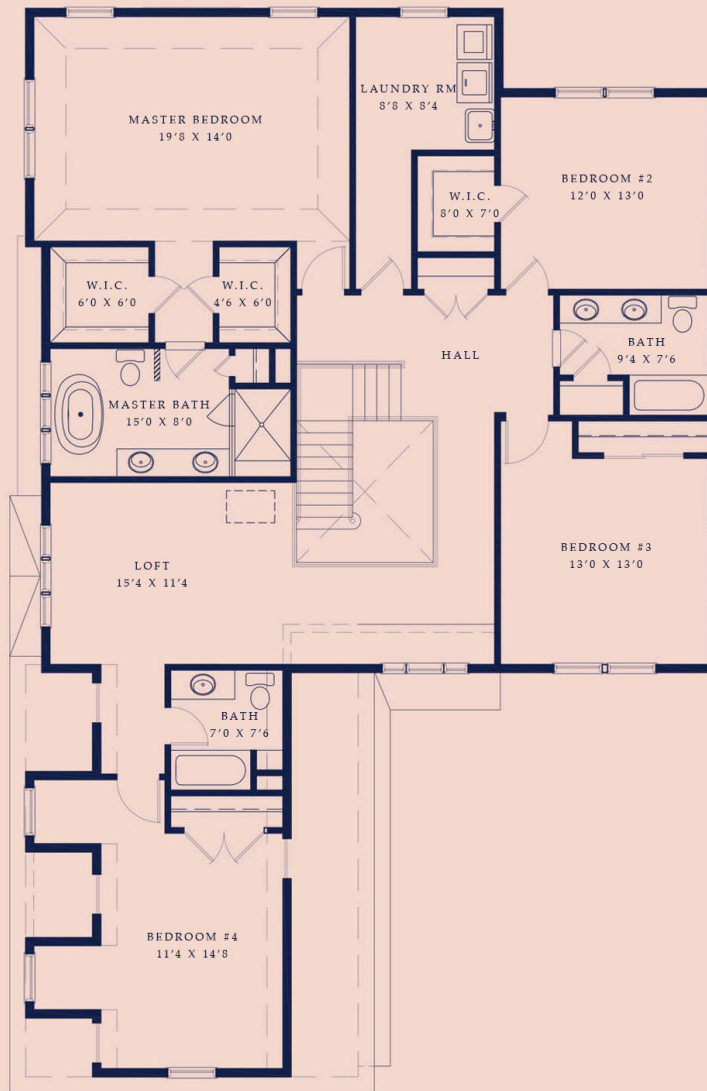 LAUNDRY RM
8'8 X 8'4
MASTER BEDROOM
19'8 X 14'0
BEDROOM #2
12'0 X 13'0
W.I.C.
8'0 X 7'0
W.I.C.
6'0 X 6'0
W.I.C.
4'6 X 6'0
BATH
9'4 X 7'6
HALL
MASTER BATH
15'0 X 8'0
BEDROOM #3
13'0 X 13'0
LOFT
15'4 X 11'4
BATH
7'0 X 7'6
BEDROOM #4
11'4 X 14'8